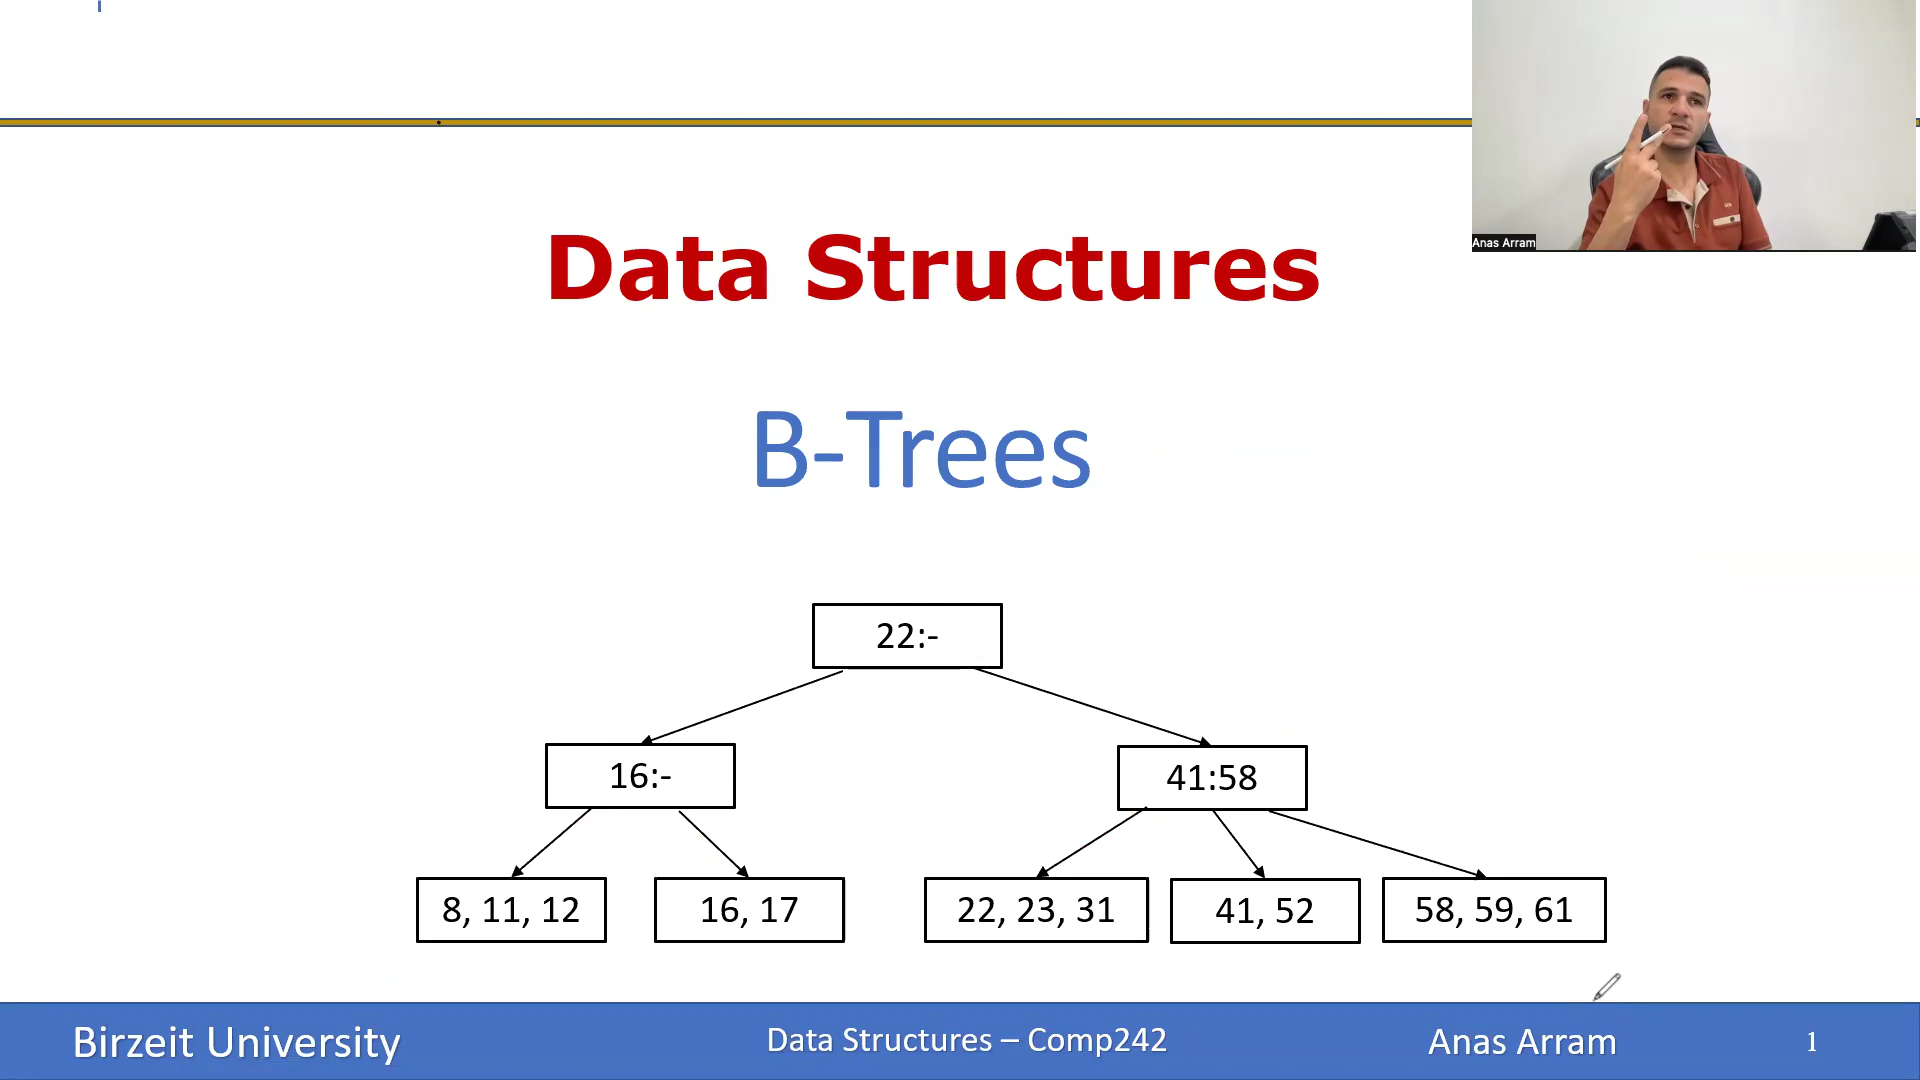 Anas Arram
Data Structures
B-Trees
22:-
16:-
41:58
8, 11, 12
16, 17
22, 23, 31
41, 52
58, 59, 61
Birzeit University
Data Structures – Comp242
Anas Arram
1